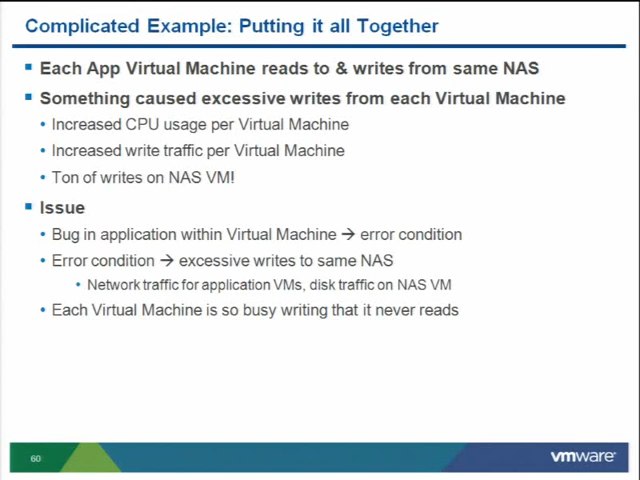 Complicated Example: Putting it all Together
Each App Virtual Machine reads to & writes from same NAS
Something caused excessive writes from each Virtual Machine
Increased CPU usage per Virtual Machine
Increased write traffic per Virtual Machine
Ton of writes on NAS VM!
Issue
Bug in application within Virtual Machine → error condition
Error condition → excessive writes to same NAS
Network traffic for application VMs, disk traffic on NAS VM
Each Virtual Machine is so busy writing that it never reads
60
vmware